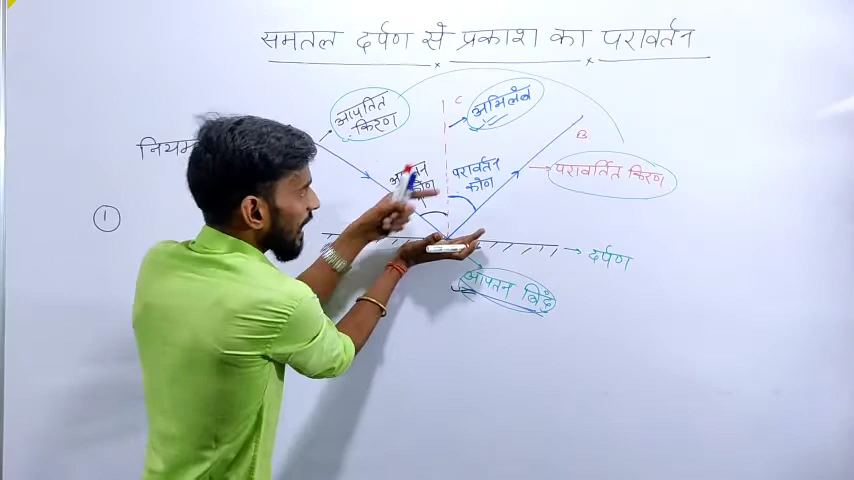 समतल दर्पण से प्रकाश का परावर्तन
आपतित
किरण
C
अभिलंब
नियम
B
परावर्तन
कोण
परावर्तित किरण
①
दर्पण
आपतन बिंदु